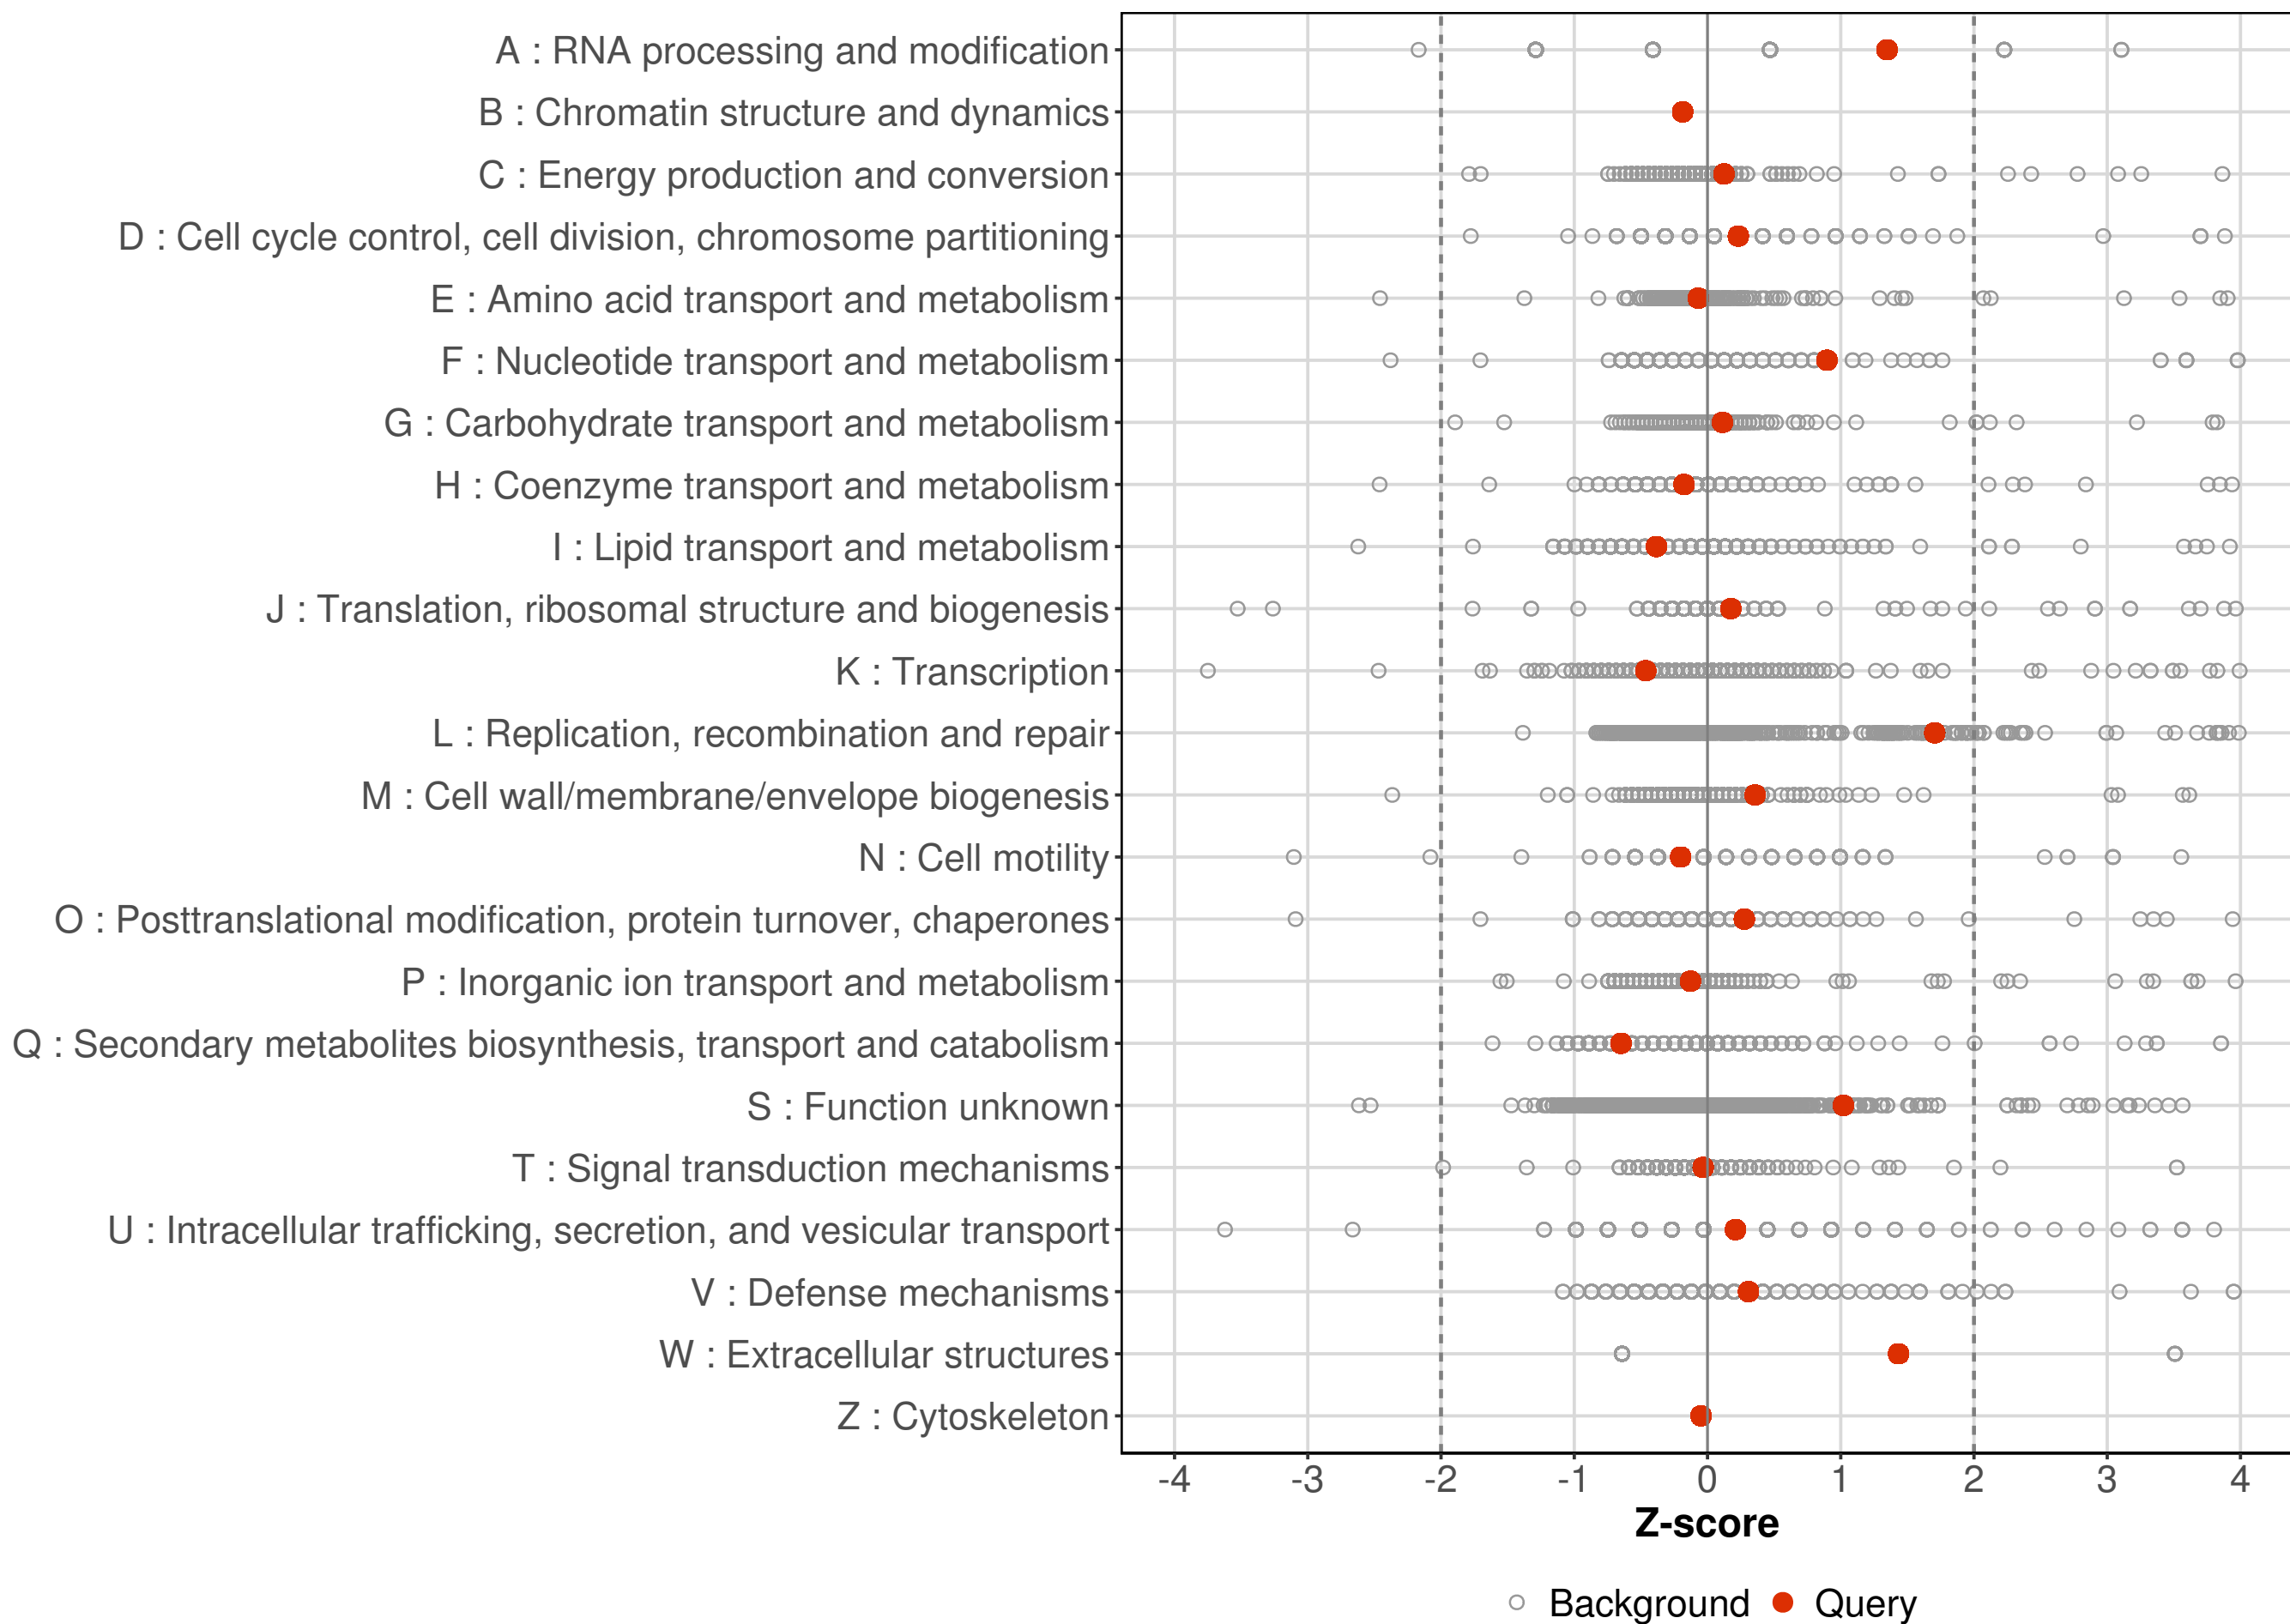 A : RNA processing and modification
B : Chromatin structure and dynamics
C : Energy production and conversion
D : Cell cycle control, cell division, chromosome partitioning
E : Amino acid transport and metabolism
F : Nucleotide transport and metabolism
G : Carbohydrate transport and metabolism
H : Coenzyme transport and metabolism
I : Lipid transport and metabolism
J : Translation, ribosomal structure and biogenesis
K : Transcription
L : Replication, recombination and repair
M : Cell wall/membrane/envelope biogenesis
N : Cell motility
O : Posttranslational modification, protein turnover, chaperones
P : Inorganic ion transport and metabolism
Q : Secondary metabolites biosynthesis, transport and catabolism
S : Function unknown
T : Signal transduction mechanisms
U : Intracellular trafficking, secretion, and vesicular transport
V : Defense mechanisms
W : Extracellular structures
Z : Cytoskeleton
-4 -3 -2 -1 0 1 2 3 4
Z-score
Background Query